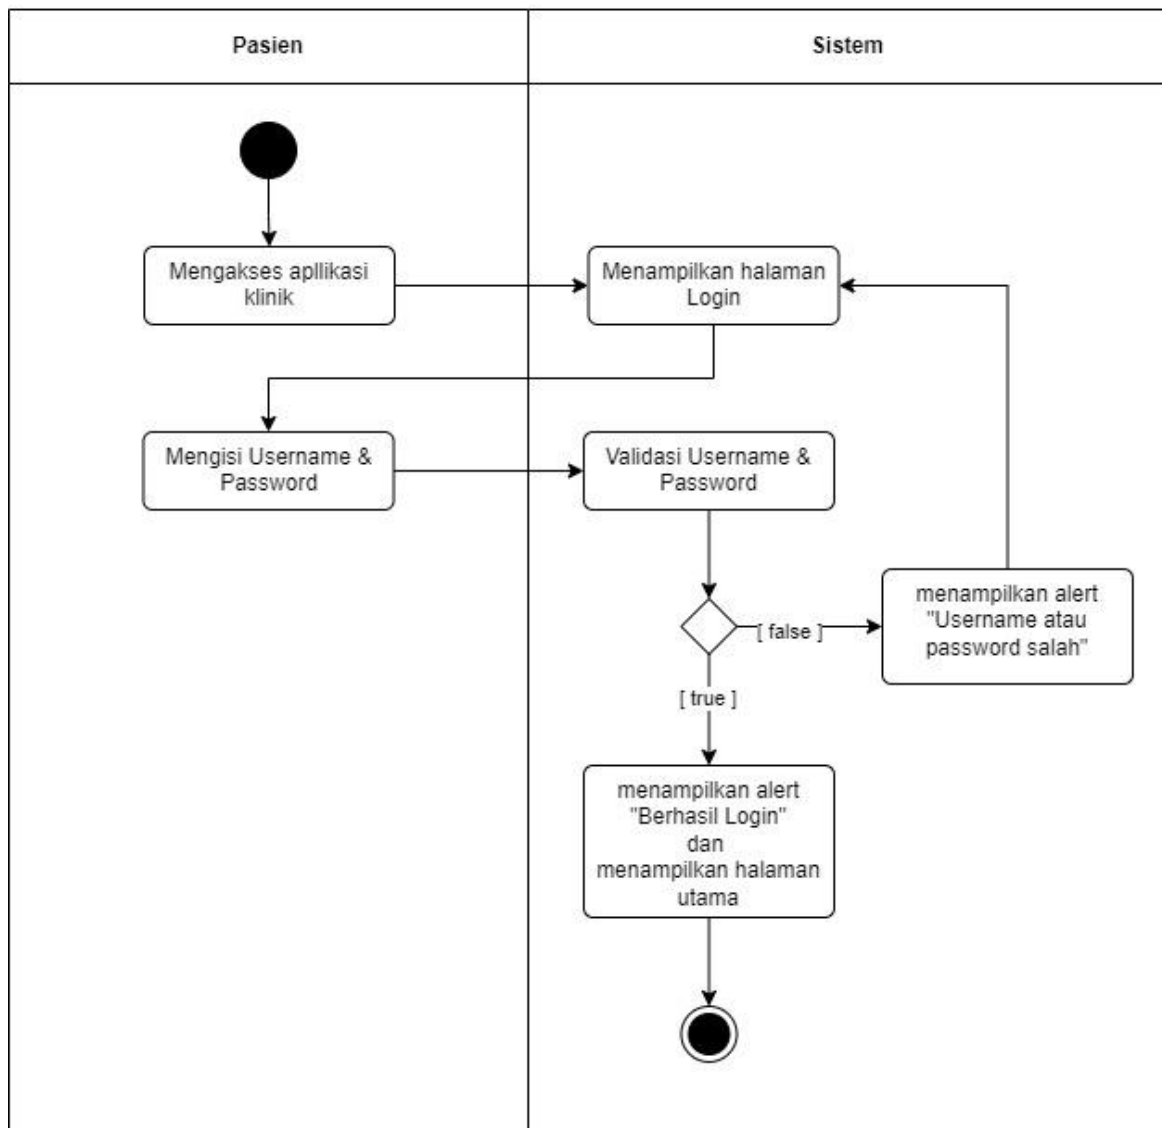 Pasien
Sistem
Mengakses apllikasi
klinik
Menampilkan halaman
Login
Mengisi Username &
Password
Validasi Username &
Password
[ false ]
menampilkan alert
"Username atau
password salah"
[ true ]
menampilkan alert
"Berhasil Login"
dan
menampilkan halaman
utama